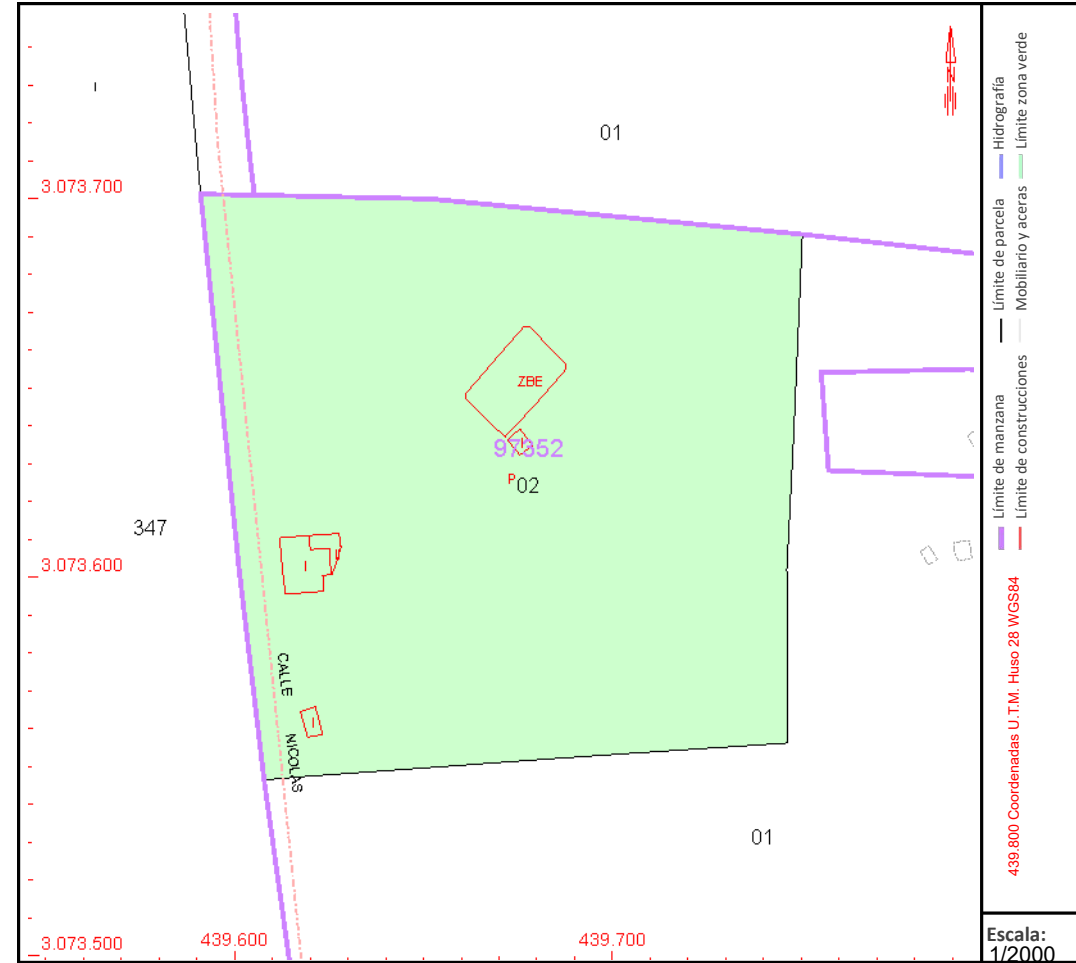 I
01
3.073.700
ZBE
97352
P
02
347
3.073.600
I
CALLE
I
NICOLAS
01
3.073.500
439.600
439.700
N
Límite de manzana
Límite de parcela
Hidrografía
Límite de construcciones
Mobiliario y aceras
Límite zona verde
439.800 Coordenadas U.T.M. Huso 28 WGS84
Escala:
1/2000